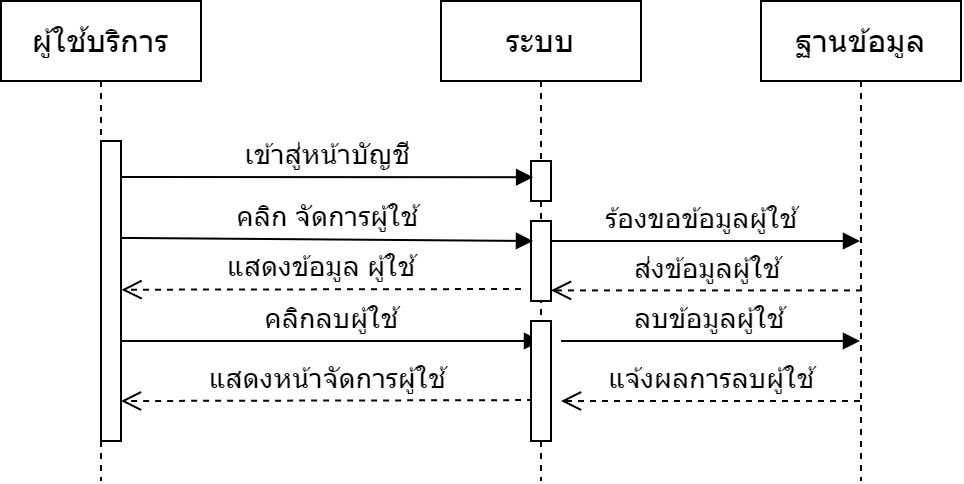 ผู้ใช้บริการ
ระบบ
ฐานข้อมูล
เข้าสู่หน้าบัญชี
คลิก จัดการผู้ใช้
ร้องขอข้อมูลผู้ใช้
แสดงข้อมูล ผู้ใช้
ส่งข้อมูลผู้ใช้
คลิกลบผู้ใช้
ลบข้อมูลผู้ใช้
แสดงหน้าจัดการผู้ใช้
แจ้งผลการลบผู้ใช้